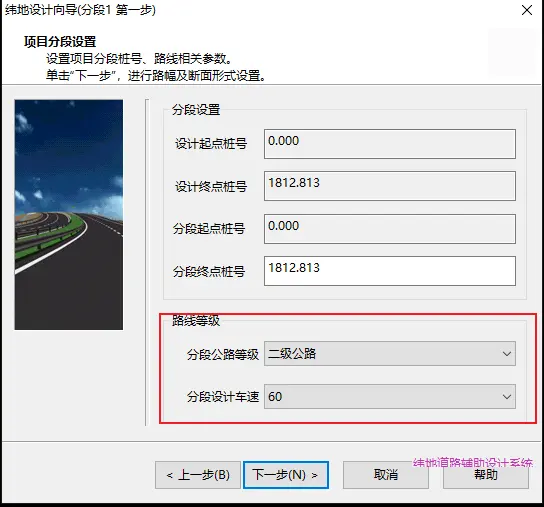 纬地设计向导(分段1 第一步)
项目分段设置
设置项目分段桩号、路线相关参数。
单击“下一步”，进行路幅及断面形式设置。
分段设置
设计起点桩号 0.000
设计终点桩号 1812.813
分段起点桩号 0.000
分段终点桩号 1812.813
路线等级
分段公路等级 二级公路
分段设计车速 60
纬地道路辅助设计系统
< 上一步(B) 下一步(N) > 取消 帮助